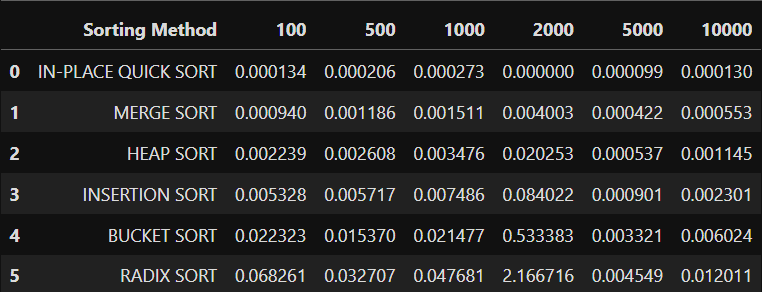 Sorting Method 100 500 1000 2000 5000 10000
0 IN-PLACE QUICK SORT 0.000134 0.000206 0.000273 0.000000 0.000099 0.000130
1 MERGE SORT 0.000940 0.001186 0.001511 0.004003 0.000422 0.000553
2 HEAP SORT 0.002239 0.002608 0.003476 0.020253 0.000537 0.001145
3 INSERTION SORT 0.005328 0.005717 0.007486 0.084022 0.000901 0.002301
4 BUCKET SORT 0.022323 0.015370 0.021477 0.533383 0.003321 0.006024
5 RADIX SORT 0.068261 0.032707 0.047681 2.166716 0.004549 0.012011